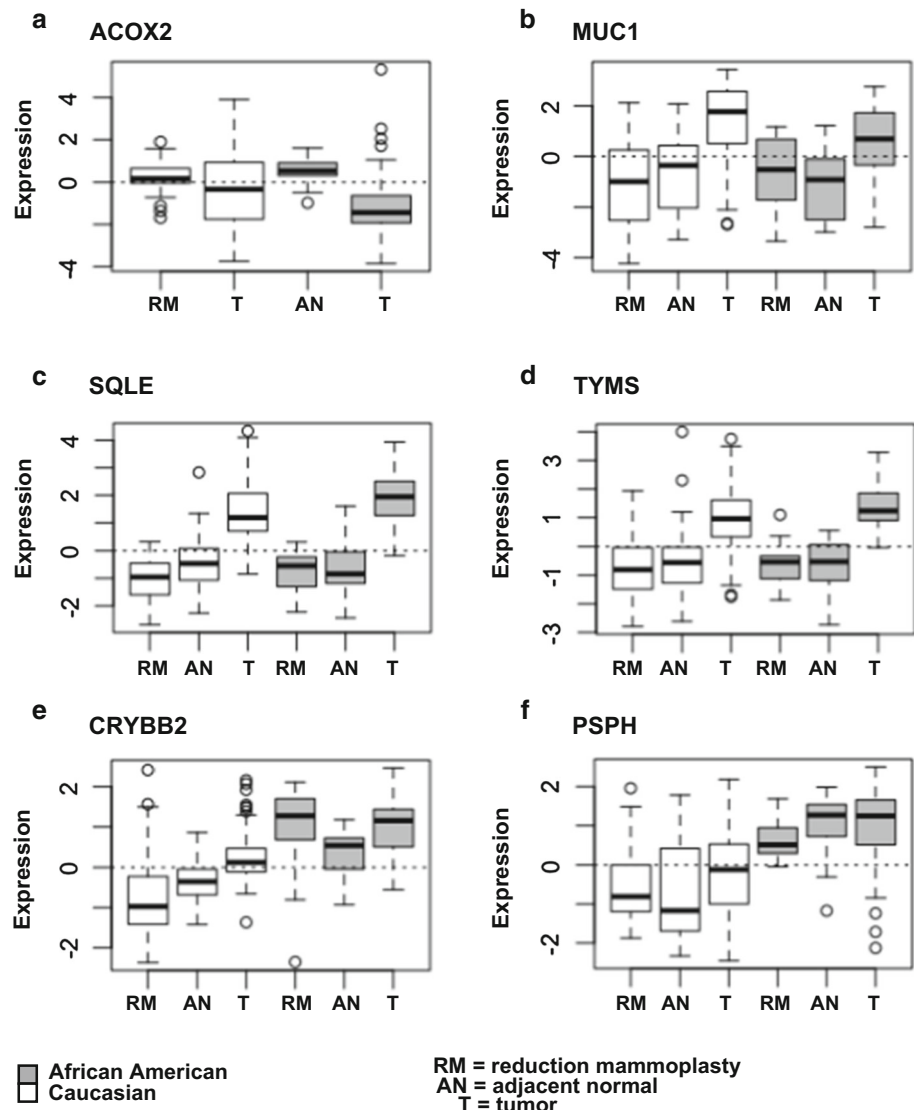 a ACOX2
Expression
4
2
0
-4
RM T AN T
b MUC1
Expression
2
0
-4
RM AN T RM AN T
c SQLE
Expression
4
2
0
-2
RM AN T RM AN T
d TYMS
Expression
3
1
-1
-3
RM AN T RM AN T
e CRYBB2
Expression
2
0
-2
RM AN T RM AN T
f PSPH
Expression
2
0
-2
RM AN T RM AN T
African American
Caucasian
RM = reduction mammoplasty
AN = adjacent normal
T = tumor